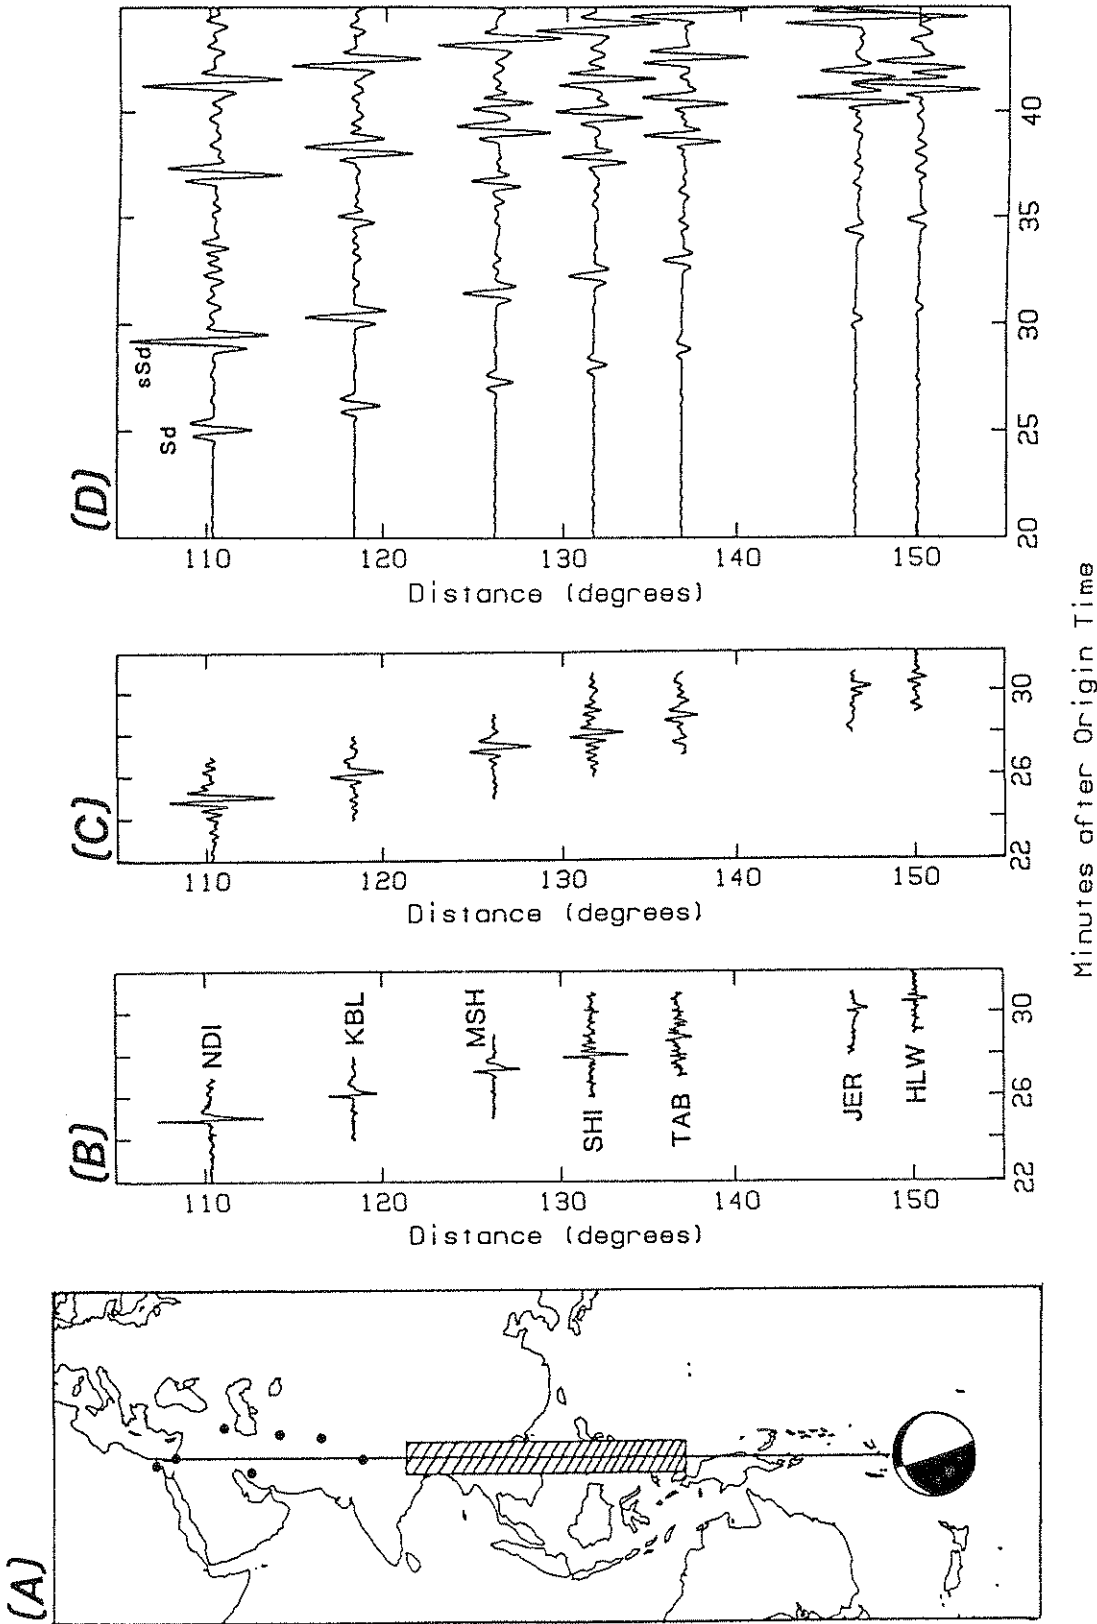 (D)
Sd
sSd
20
25
30
35
40
110
120
130
140
150
Distance (degrees)
(C)
22
26
30
110
120
130
140
150
Distance (degrees)
(B)
NDI
KBL
MSH
SHI
TAB
JER
HLW
22
26
30
110
120
130
140
150
Distance (degrees)
Minutes after Origin Time
(A)